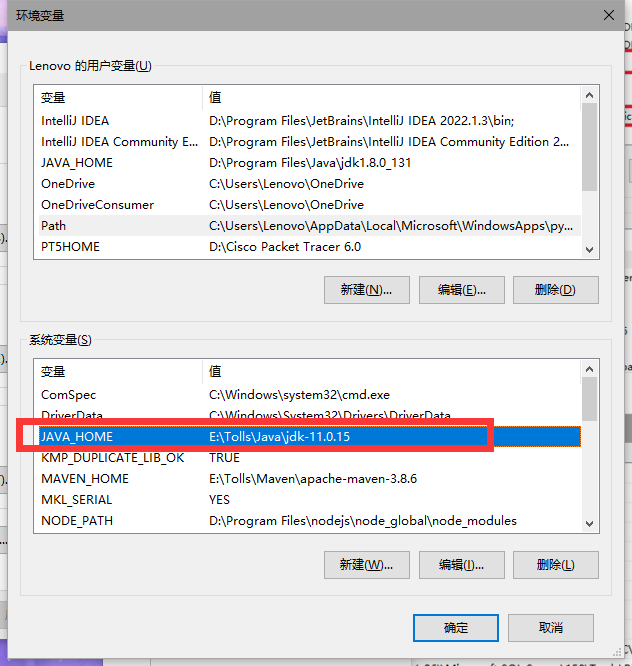 环境变量
Lenovo 的用户变量(U)
变量 值
IntelliJ IDEA D:\Program Files\JetBrains\IntelliJ IDEA 2022.1.3\bin;
IntelliJ IDEA Community E... D:\Program Files\JetBrains\IntelliJ IDEA Community Edition 2...
JAVA_HOME D:\Program Files\Java\jdk1.8.0_131
OneDrive C:\Users\Lenovo\OneDrive
OneDriveConsumer C:\Users\Lenovo\OneDrive
Path C:\Users\Lenovo\AppData\Local\Microsoft\WindowsApps\py...
PT5HOME D:\Cisco Packet Tracer 6.0
新建(N)... 编辑(E)... 删除(D)
系统变量(S)
变量 值
ComSpec C:\Windows\system32\cmd.exe
DriverData C:\Windows\System32\Drivers\DriverData
JAVA_HOME E:\Tolls\Java\jdk-11.0.15
KMP_DUPLICATE_LIB_OK TRUE
MAVEN_HOME E:\Tolls\Maven\apache-maven-3.8.6
MKL_SERIAL YES
NODE_PATH D:\Program Files\nodejs\node_global\node_modules
新建(W)... 编辑(I)... 删除(L)
确定 取消